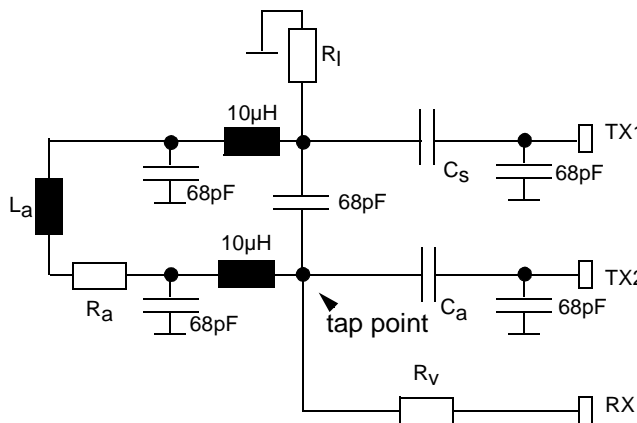 R_l
10µH
TX1
68pF
C_s
68pF
68pF
L_a
10µH
TX2
R_a
68pF
tap point
C_a
68pF
R_v
RX